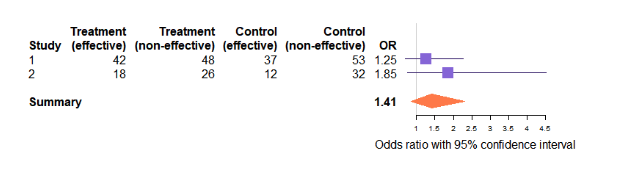 Treatment Treatment Control Control
Study (effective) (non-effective) (effective) (non-effective) OR
1 42 48 37 53 1.25
2 18 26 12 32 1.85
Summary 1.41
1 1.5 2 2.5 3 3.5 4 4.5
Odds ratio with 95% confidence interval